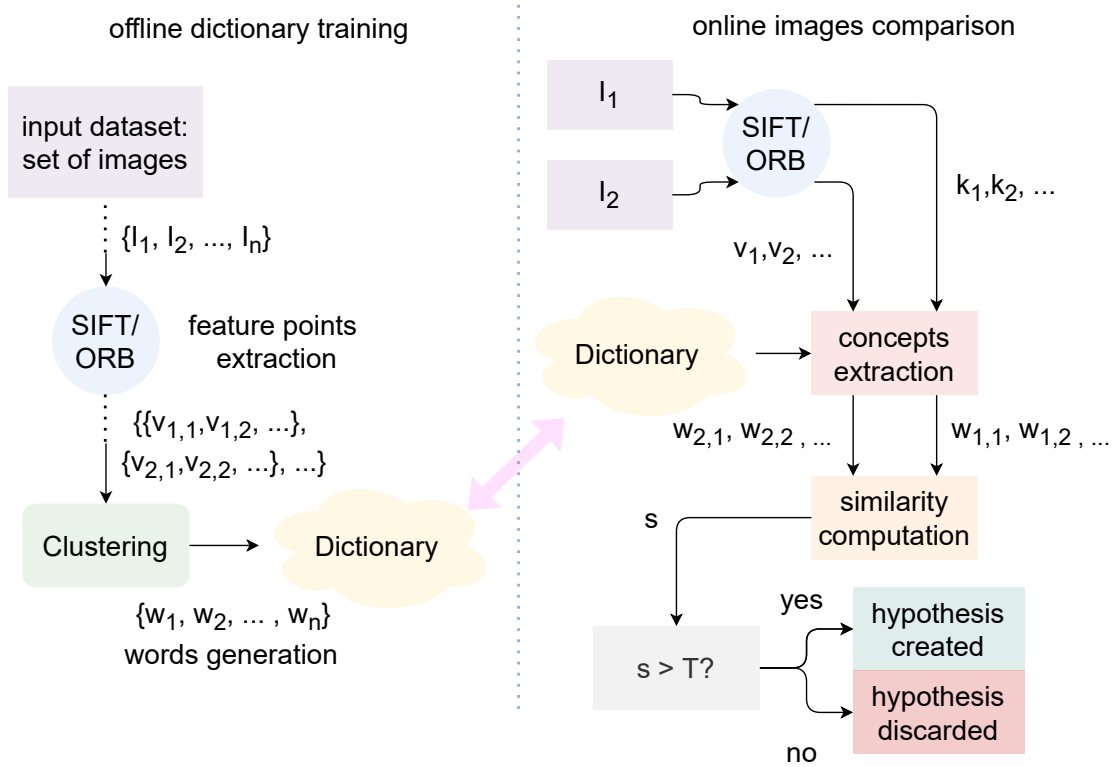 offline dictionary training
input dataset:
set of images
{I1, I2, ..., In}
SIFT/
ORB
feature points
extraction
{{v1,1,v1,2, ...},
{v2,1,v2,2, ...}, ...}
Clustering
Dictionary
{w1, w2, ... , wn}
words generation
online images comparison
I1
I2
SIFT/
ORB
k1,k2, ...
v1,v2, ...
Dictionary
concepts
extraction
w2,1, w2,2 , ...
w1,1, w1,2 , ...
similarity
computation
s
s > T?
yes
hypothesis
created
hypothesis
discarded
no